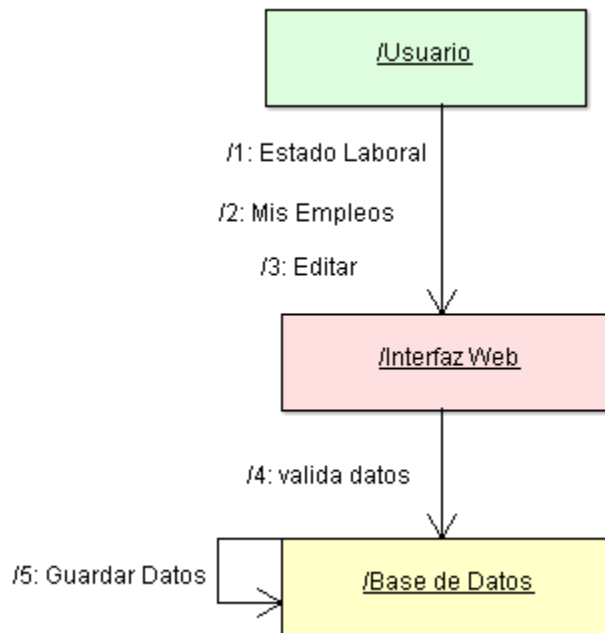 /Usuario
/1: Estado Laboral
/2: Mis Empleos
/3: Editar
/Interfaz Web
/4: valida datos
/5: Guardar Datos
/Base de Datos